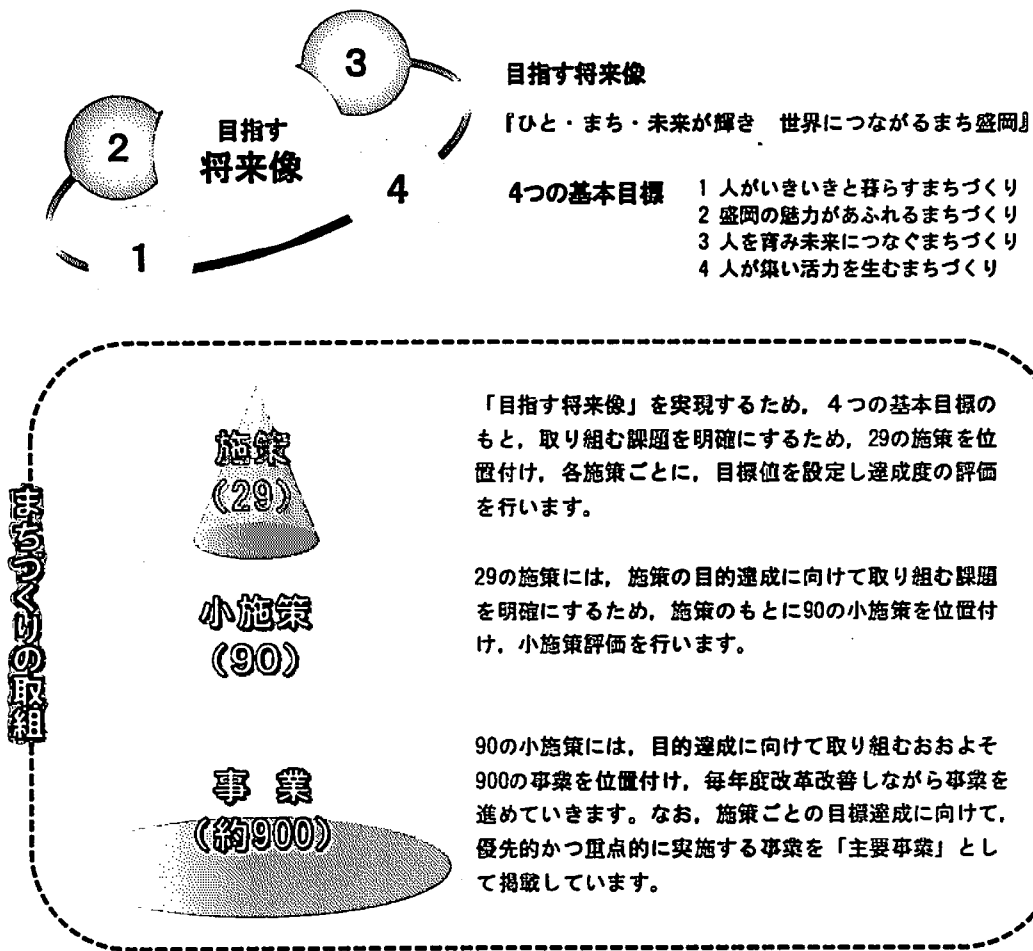 3
2
目指す
将来像
4
1
目指す将来像
『ひと・まち・未来が輝き　世界につながるまち盛岡』
4つの基本目標
1 人がいきいきと暮らすまちづくり
2 盛岡の魅力があふれるまちづくり
3 人を育み未来につなぐまちづくり
4 人が集い活力を生むまちづくり
まちづくりの取組
施策
（29）
「目指す将来像」を実現するため，４つの基本目標の
もと，取り組む課題を明確にするため，29の施策を位
置付け，各施策ごとに，目標値を設定し達成度の評価
を行います。
小施策
（90）
29の施策には，施策の目的達成に向けて取り組む課題
を明確にするため，施策のもとに90の小施策を位置付
け，小施策評価を行います。
事 業
（約900）
90の小施策には，目的達成に向けて取り組むおおよそ
900の事業を位置付け，毎年度改革改善しながら事業を
進めていきます。なお，施策ごとの目標達成に向けて，
優先的かつ重点的に実施する事業を「主要事業」とし
て掲載しています。